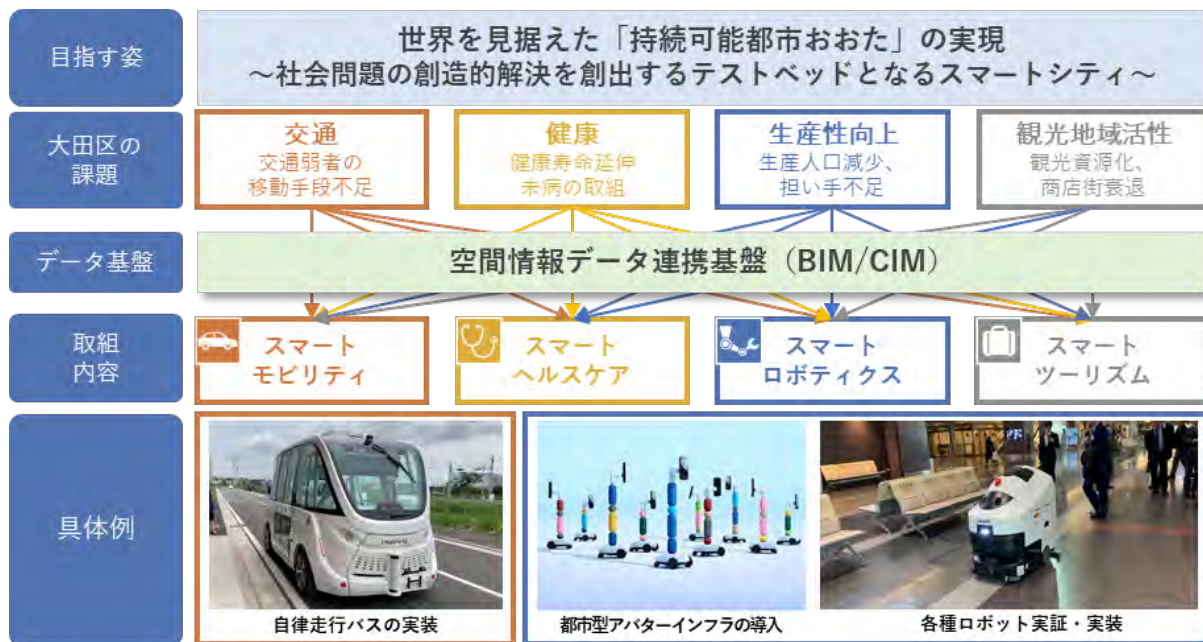 目指す姿
世界を見据えた「持続可能都市おおた」の実現
~社会問題の創造的解決を創出するテストベッドとなるスマートシティ~
大田区の
課題
交通
交通弱者の
移動手段不足
健康
健康寿命延伸
未病の取組
生産性向上
生産人口減少、
担い手不足
観光地域活性
観光資源化、
商店街衰退
データ基盤
空間情報データ連携基盤（BIM/CIM）
取組
内容
スマート
モビリティ
スマート
ヘルスケア
スマート
ロボティクス
スマート
ツーリズム
具体例
自律走行バスの実装
都市型アバターインフラの導入
各種ロボット実証・実装